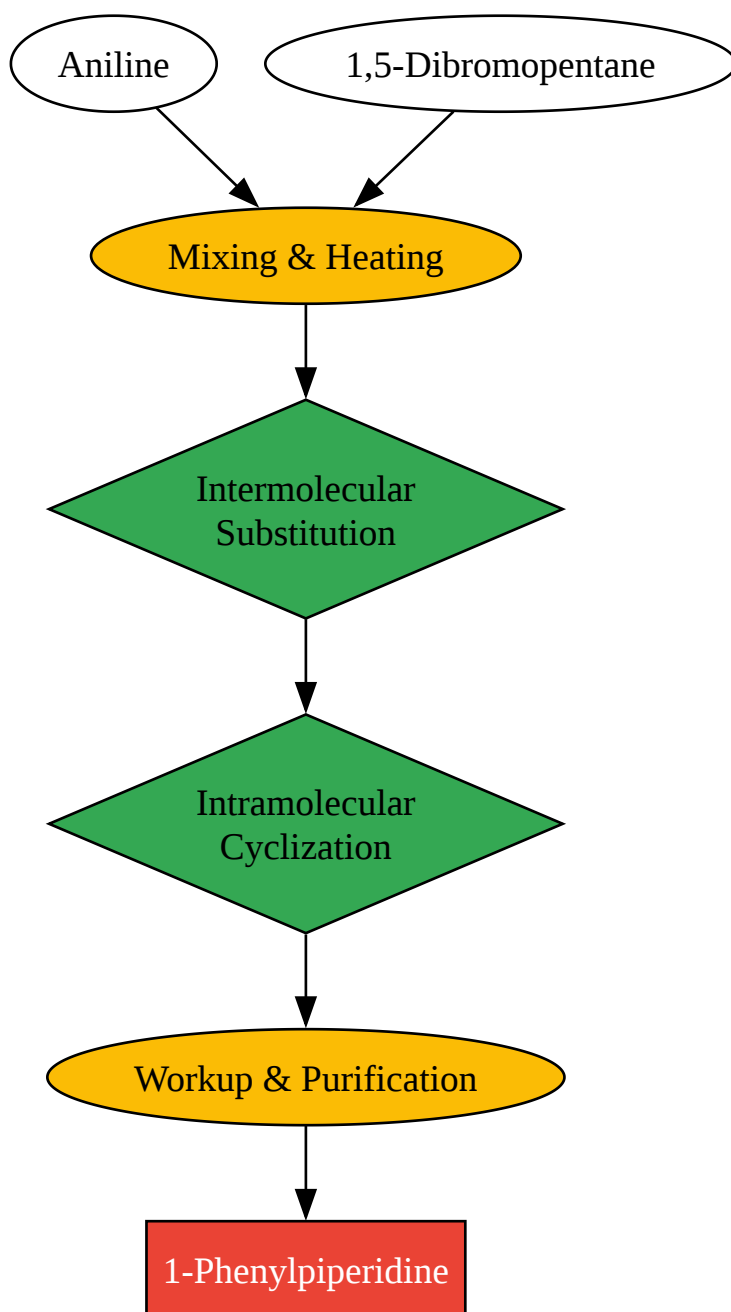 Aniline
1,5-Dibromopentane
Mixing & Heating
Intermolecular
Substitution
Intramolecular
Cyclization
Workup & Purification
1-Phenylpiperidine